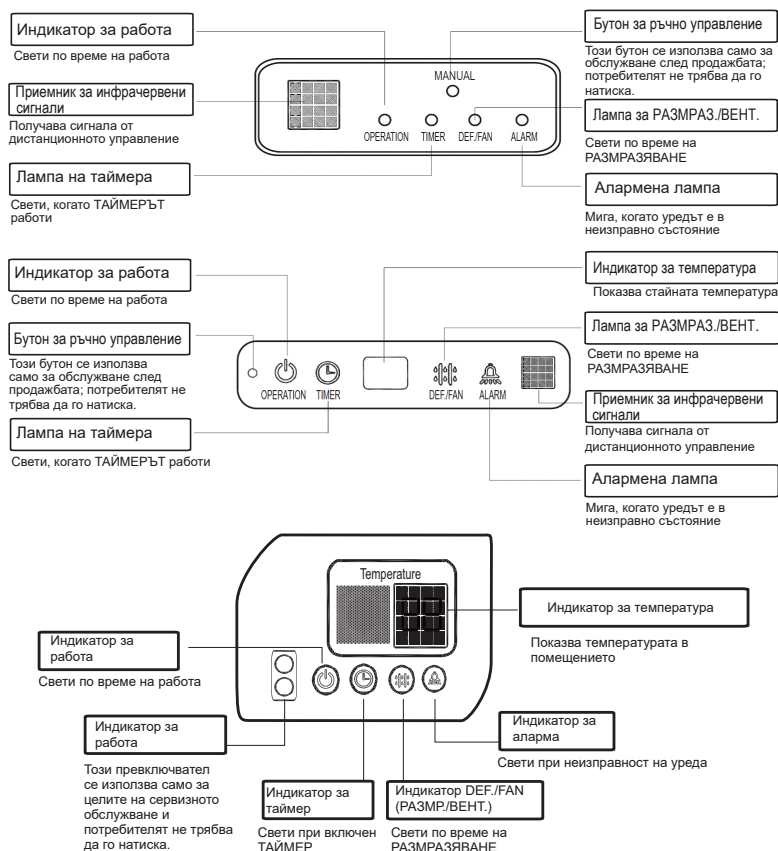 Индикатор за работа
Свети по време на работа
Приемник за инфрачервени
сигнали
Получава сигнала от
дистанционното управление
Лампа на таймера
Свети, когато ТАЙМЕРЪТ
работи
MANUAL
OPERATION TIMER DEF./FAN ALARM
Бутон за ръчно управление
Този бутон се използва само за
обслужване след продажбата;
потребителят не трябва да го
натиска.
Лампа за РАЗМРАЗ./ВЕНТ.
Свети по време на
РАЗМРАЗЯВАНЕ
Алармена лампа
Мига, когато уредът е в
неизправно състояние
Индикатор за работа
Свети по време на работа
Бутон за ръчно управление
Този бутон се използва
само за обслужване след
продажбата; потребителят не
трябва да го натиска.
Лампа на таймера
Свети, когато ТАЙМЕРЪТ работи
OPERATION TIMER DEF./FAN ALARM
Индикатор за температура
Показва стайната температура
Лампа за РАЗМРАЗ./ВЕНТ.
Свети по време на
РАЗМРАЗЯВАНЕ
Приемник за инфрачервени
сигнали
Получава сигнала от
дистанционното управление
Алармена лампа
Мига, когато уредът е в
неизправно състояние
Temperature
Индикатор за температура
Показва температурата в
помещението
Индикатор за
работа
Свети по време на работа
Индикатор за
работа
Този превключвател
се използва само за
целите на сервизното
обслужване и
потребителят не трябва
да го натиска.
Индикатор за
таймер
Свети при включен
ТАЙМЕР
Индикатор DEF./FAN
(РАЗМР./ВЕНТ.)
Свети по време на
РАЗМРАЗЯВАНЕ
Индикатор за
аларма
Свети при неизправност на уреда